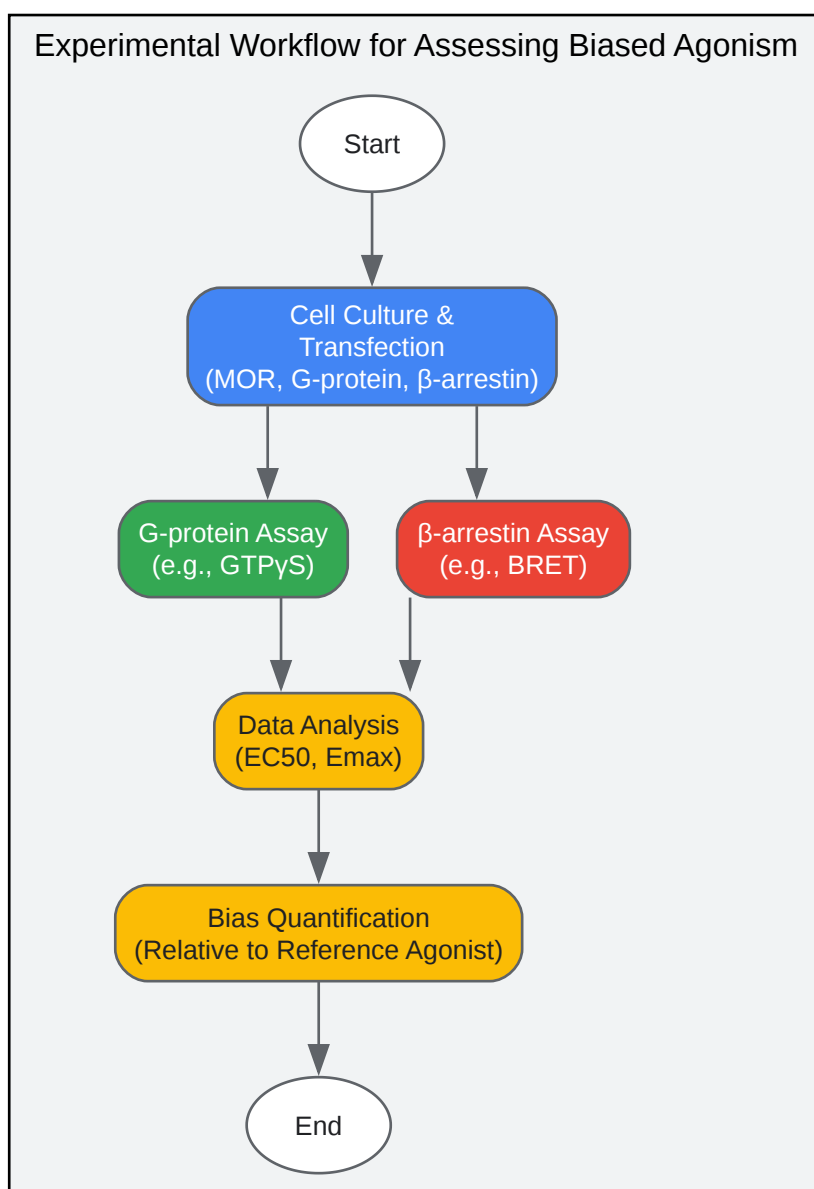 Experimental Workflow for Assessing Biased Agonism
Start
Cell Culture &
Transfection
(MOR, G-protein, β-arrestin)
G-protein Assay
(e.g., GTPγS)
β-arrestin Assay
(e.g., BRET)
Data Analysis
(EC50, Emax)
Bias Quantification
(Relative to Reference Agonist)
End